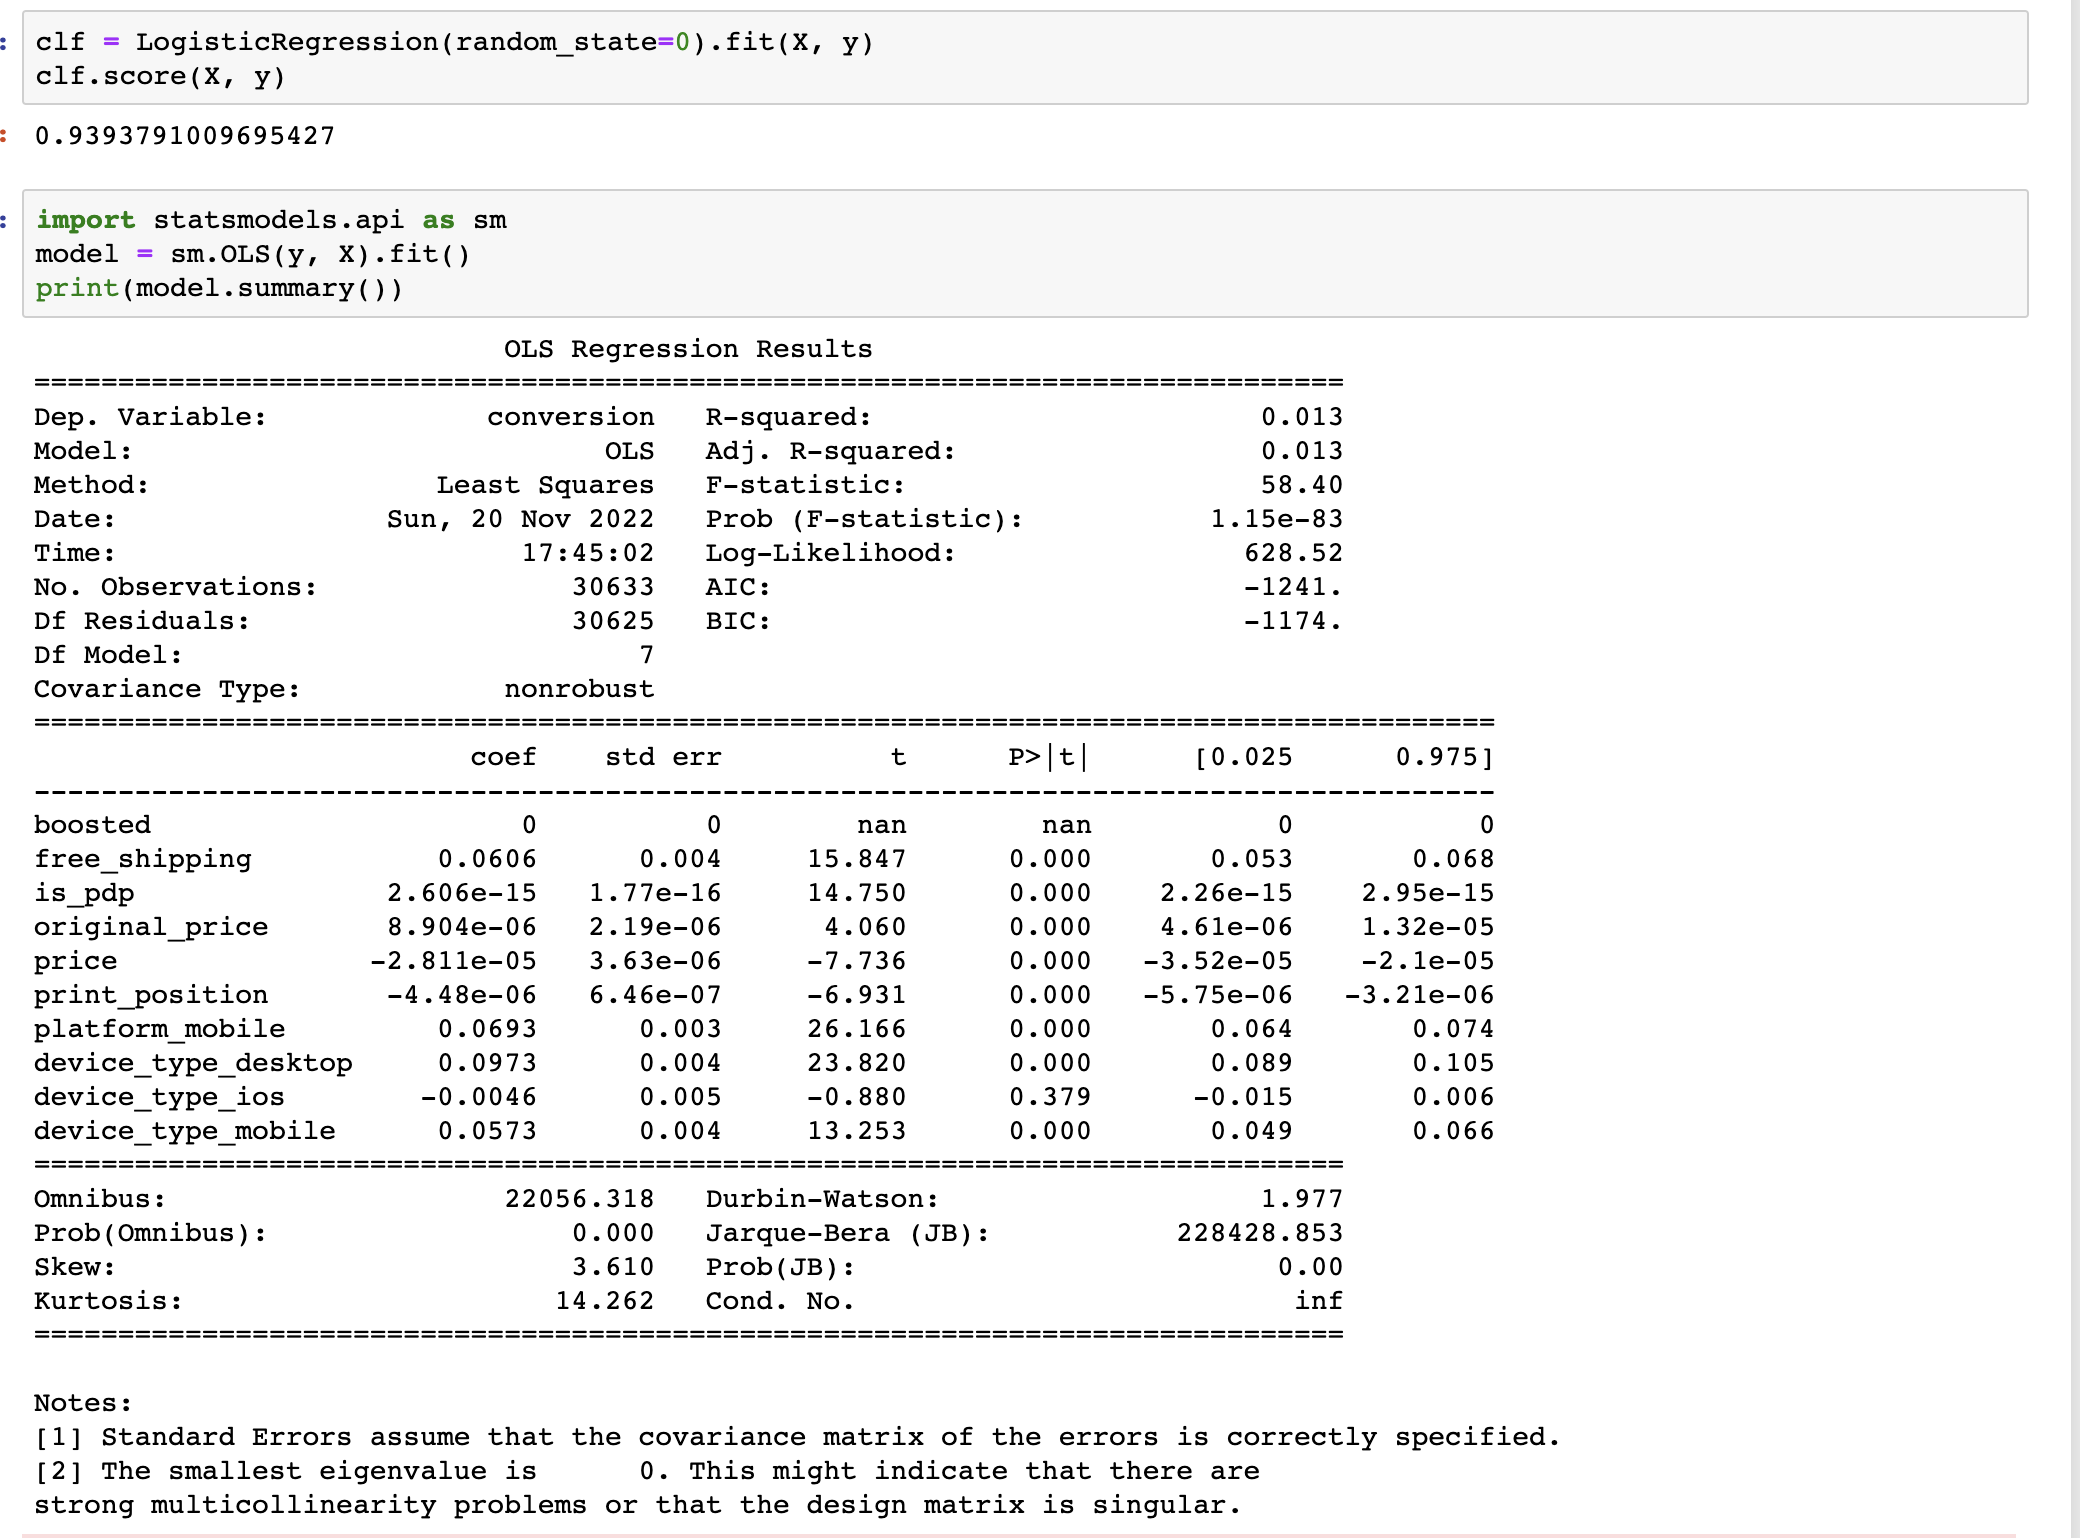 : clf = LogisticRegression(random_state=0).fit(X, y)
clf.score(X, y)
: 0.9393791009695427
: import statsmodels.api as sm
model = sm.OLS(y, X).fit()
print(model.summary())
OLS Regression Results
==============================================================================
Dep. Variable: conversion R-squared: 0.013
Model: OLS Adj. R-squared: 0.013
Method: Least Squares F-statistic: 58.40
Date: Sun, 20 Nov 2022 Prob (F-statistic): 1.15e-83
Time: 17:45:02 Log-Likelihood: 628.52
No. Observations: 30633 AIC: -1241.
Df Residuals: 30625 BIC: -1174.
Df Model: 7
Covariance Type: nonrobust
=======================================================================================
coef std err t P>|t| [0.025 0.975]
---------------------------------------------------------------------------------------
boosted 0 0 nan nan 0 0
free_shipping 0.0606 0.004 15.847 0.000 0.053 0.068
is_pdp 2.606e-15 1.77e-16 14.750 0.000 2.26e-15 2.95e-15
original_price 8.904e-06 2.19e-06 4.060 0.000 4.61e-06 1.32e-05
price -2.811e-05 3.63e-06 -7.736 0.000 -3.52e-05 -2.1e-05
print_position -4.48e-06 6.46e-07 -6.931 0.000 -5.75e-06 -3.21e-06
platform_mobile 0.0693 0.003 26.166 0.000 0.064 0.074
device_type_desktop 0.0973 0.004 23.820 0.000 0.089 0.105
device_type_ios -0.0046 0.005 -0.880 0.379 -0.015 0.006
device_type_mobile 0.0573 0.004 13.253 0.000 0.049 0.066
==============================================================================
Omnibus: 22056.318 Durbin-Watson: 1.977
Prob(Omnibus): 0.000 Jarque-Bera (JB): 228428.853
Skew: 3.610 Prob(JB): 0.00
Kurtosis: 14.262 Cond. No. inf
==============================================================================
Notes:
[1] Standard Errors assume that the covariance matrix of the errors is correctly specified.
[2] The smallest eigenvalue is 0. This might indicate that there are
strong multicollinearity problems or that the design matrix is singular.